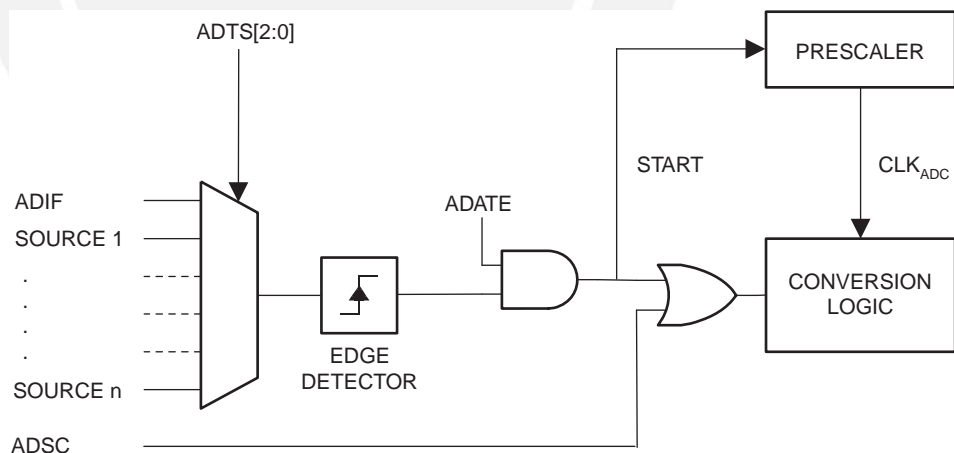 ADTS[2:0]
PRESCALER
START
CLKADC
ADIF
ADATE
SOURCE 1
.
.
.
.
CONVERSION
LOGIC
EDGE
DETECTOR
SOURCE n
ADSC